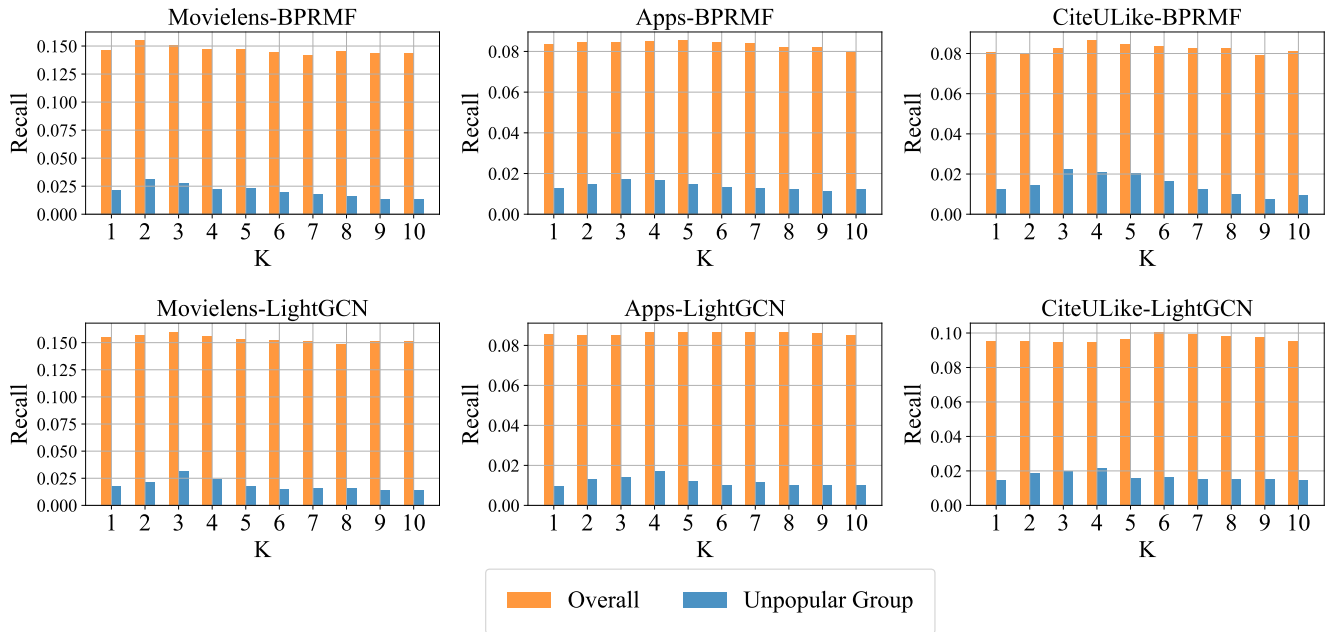 Movielens-BPRMF
Recall
0.150
0.125
0.100
0.075
0.050
0.025
0.000
1 2 3 4 5 6 7 8 9 10
K
Apps-BPRMF
Recall
0.08
0.06
0.04
0.02
0.00
1 2 3 4 5 6 7 8 9 10
K
CiteULike-BPRMF
Recall
0.08
0.06
0.04
0.02
0.00
1 2 3 4 5 6 7 8 9 10
K
Movielens-LightGCN
Recall
0.150
0.125
0.100
0.075
0.050
0.025
0.000
1 2 3 4 5 6 7 8 9 10
K
Apps-LightGCN
Recall
0.08
0.06
0.04
0.02
0.00
1 2 3 4 5 6 7 8 9 10
K
CiteULike-LightGCN
Recall
0.10
0.08
0.06
0.04
0.02
0.00
1 2 3 4 5 6 7 8 9 10
K
Overall Unpopular Group